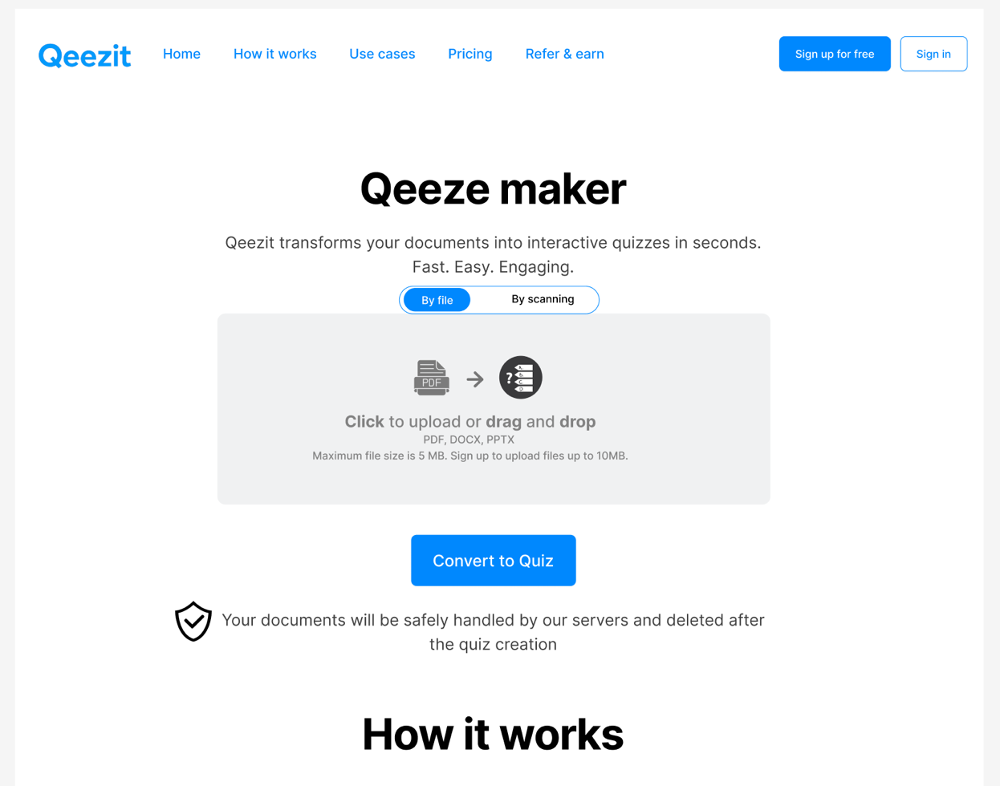 Qeezit
Home
How it works
Use cases
Pricing
Refer & earn
Sign up for free
Sign in
Qeeze maker
Qeezit transforms your documents into interactive quizzes in seconds.
Fast. Easy. Engaging.
By file
By scanning
PDF
?
A.
B.
C.
D
Click to upload or drag and drop
PDF, DOCX, PPTX
Maximum file size is 5 MB. Sign up to upload files up to 10MB.
Convert to Quiz
Your documents will be safely handled by our servers and deleted after
the quiz creation
How it works